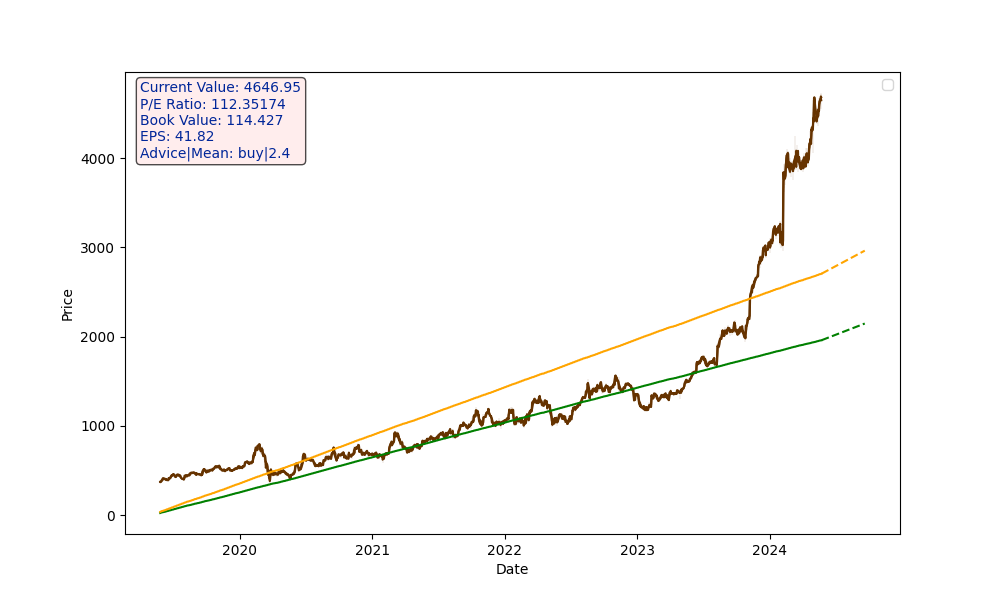 Current Value: 4646.95
P/E Ratio: 112.35174
Book Value: 114.427
EPS: 41.82
Advice|Mean: buy|2.4
4000
3000
2000
1000
0
Price
2020
2021
2022
2023
2024
Date